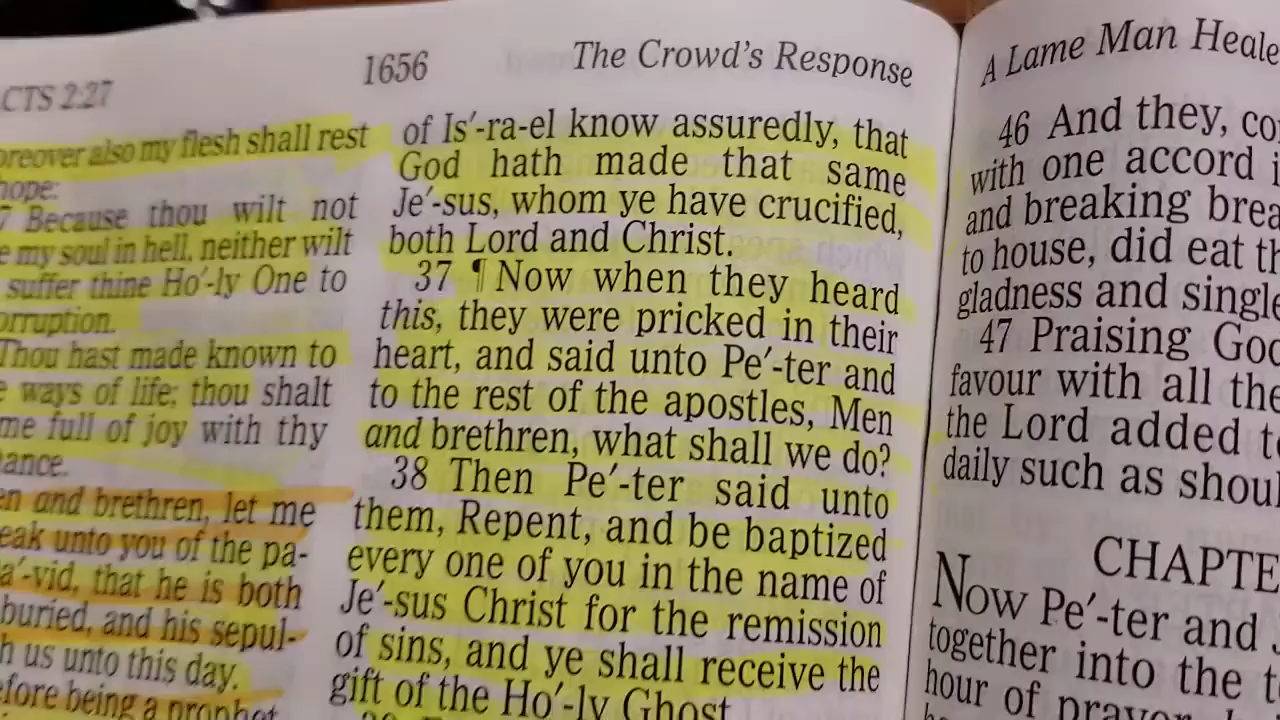 CTS 2:27
1656
The Crowd's Response
A Lame Man Heale
oreover also my flesh shall rest
hope:
7 Because thou wilt not
e my soul in hell, neither wilt
suffer thine Ho′-ly One to
orruption.
Thou hast made known to
e ways of life; thou shalt
me full of joy with thy
ance.
en and brethren, let me
eak unto you of the pa-
a′-vid, that he is both
buried, and his sepul-
h us unto this day.
efore being a prophet
of Is′-ra-el know assuredly, that
God hath made that same
Je′-sus, whom ye have crucified,
both Lord and Christ.
37 ¶ Now when they heard
this, they were pricked in their
heart, and said unto Pe′-ter and
to the rest of the apostles, Men
and brethren, what shall we do?
38 Then Pe′-ter said unto
them, Repent, and be baptized
every one of you in the name of
Je′-sus Christ for the remission
of sins, and ye shall receive the
gift of the Ho′-ly Ghost
46 And they, co
with one accord i
and breaking brea
to house, did eat th
gladness and single
47 Praising Go
favour with all the
the Lord added t
daily such as shoul
CHAPTE
Now Pe′-ter and J
together into the t
hour of prayer